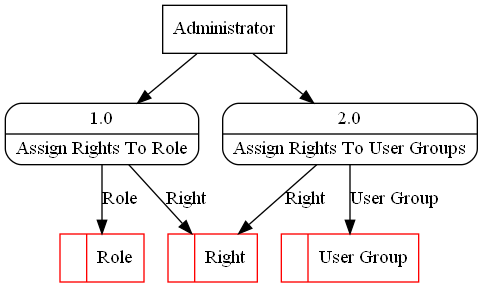 Administrator
1.0
Assign Rights To Role
2.0
Assign Rights To User Groups
Role
Right
Right
User Group
Role
Right
User Group